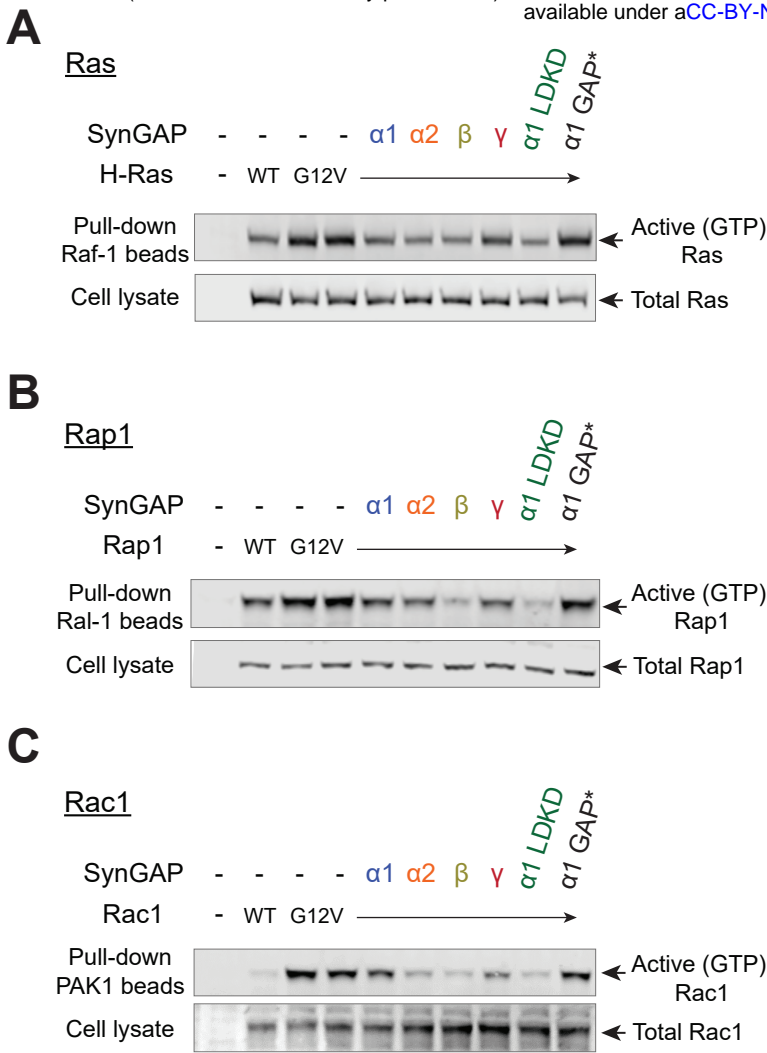 available under aCC-BY-N
A
Ras
SynGAP - - - - α1 α2 β γ α1 LDKD α1 GAP*
H-Ras - WT G12V
Pull-down
Raf-1 beads
Active (GTP)
Ras
Cell lysate
Total Ras
B
Rap1
SynGAP - - - - α1 α2 β γ α1 LDKD α1 GAP*
Rap1 - WT G12V
Pull-down
Ral-1 beads
Active (GTP)
Rap1
Cell lysate
Total Rap1
C
Rac1
SynGAP - - - - α1 α2 β γ α1 LDKD α1 GAP*
Rac1 - WT G12V
Pull-down
PAK1 beads
Active (GTP)
Rac1
Cell lysate
Total Rac1